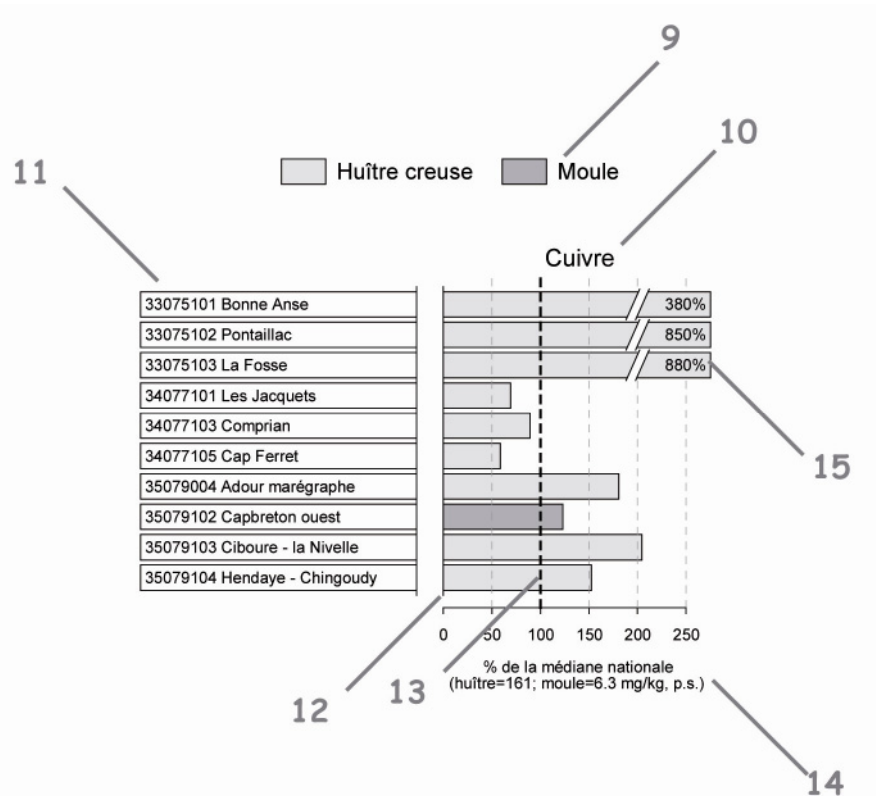 9
10
11
Huître creuse Moule
Cuivre
33075101 Bonne Anse 380%
33075102 Pontaillac 850%
33075103 La Fosse 880%
34077101 Les Jacquets
34077103 Comprian
34077105 Cap Ferret
15
35079004 Adour marégraphe
35079102 Capbreton ouest
35079103 Ciboure - la Nivelle
35079104 Hendaye - Chingoudy
0 50 100 150 200 250
% de la médiane nationale
(huître=161; moule=6.3 mg/kg, p.s.)
13
12
14